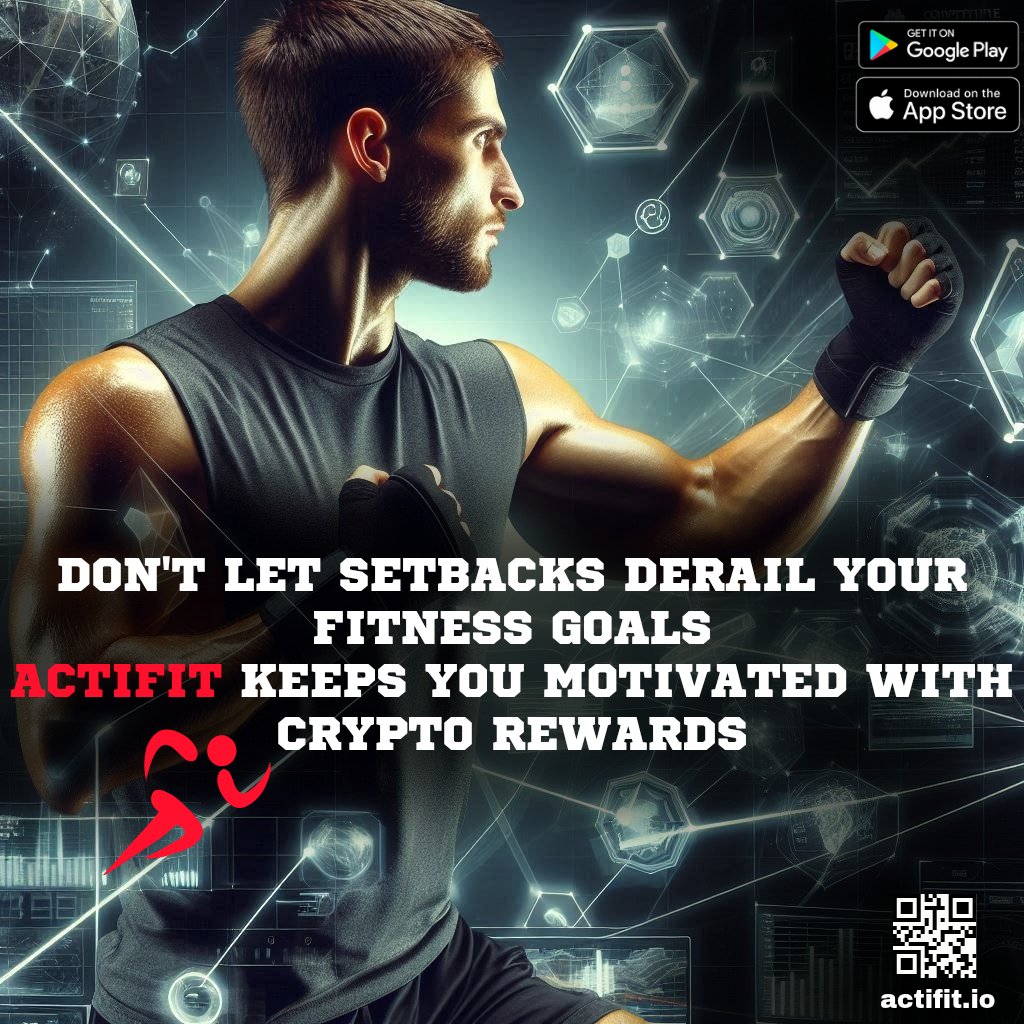 GET IT ON
Google Play
Download on the
App Store
DON'T LET SETBACKS DERAIL YOUR
FITNESS GOALS
ACTIFIT KEEPS YOU MOTIVATED WITH
CRYPTO REWARDS
actifit.io